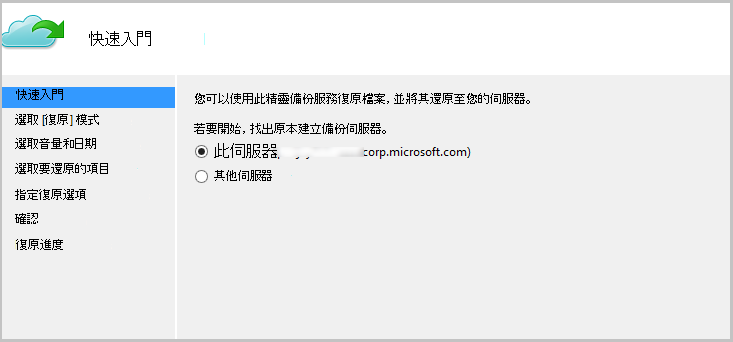 快速入門
快速入門
選取 [復原] 模式
選取音量和日期
選取要還原的項目
指定復原選項
確認
復原進度
您可以使用此精靈備份服務復原檔案, 並將其還原至您的伺服器。
若要開始, 找出原本建立備份伺服器。
此伺服器 corp.microsoft.com)
其他伺服器